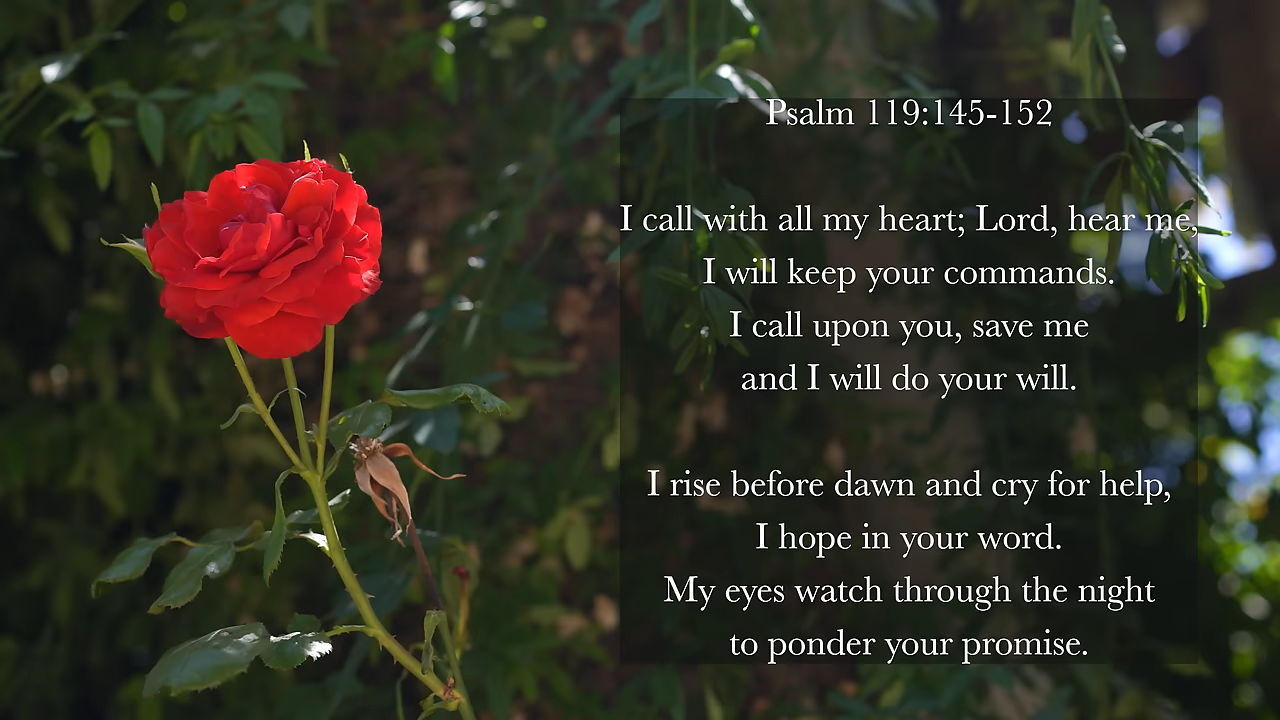 Psalm 119:145-152
I call with all my heart; Lord, hear me,
I will keep your commands.
I call upon you, save me
and I will do your will.
I rise before dawn and cry for help,
I hope in your word.
My eyes watch through the night
to ponder your promise.